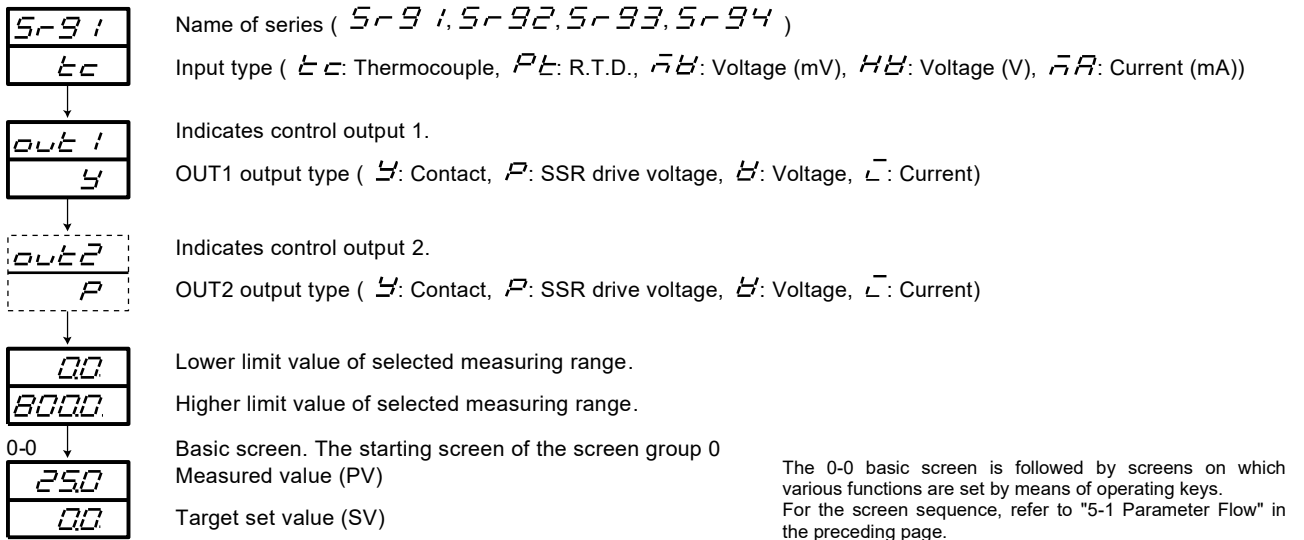 Sr91
Name of series ( Sr91, Sr92, Sr93, Sr94 )
tc
Input type ( tc: Thermocouple, Pt: R.T.D., mV: Voltage (mV), HV: Voltage (V), mA: Current (mA))
out1
Indicates control output 1.
Y
OUT1 output type ( Y: Contact, P: SSR drive voltage, V: Voltage, i: Current)
out2
Indicates control output 2.
P
OUT2 output type ( Y: Contact, P: SSR drive voltage, V: Voltage, i: Current)
0.0
Lower limit value of selected measuring range.
800.0
Higher limit value of selected measuring range.
0-0
Basic screen. The starting screen of the screen group 0
25.0
Measured value (PV)
0.0
Target set value (SV)
The 0-0 basic screen is followed by screens on which
various functions are set by means of operating keys.
For the screen sequence, refer to "5-1 Parameter Flow" in
the preceding page.